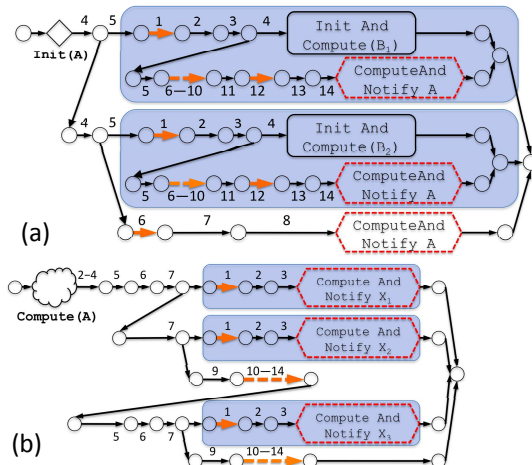 4 5 1 2 3 4 Init And
Compute(B1)
Init(A)
5 6—10 11 12 13 14 ComputeAnd
Notify A
4 5 1 2 3 4 Init And
Compute(B2)
5 6—10 11 12 13 14 ComputeAnd
Notify A
(a) 6 7 8 ComputeAnd
Notify A
2-4 5 6 7 1 2 3 Compute And
Notify X1
Compute(A)
7 1 2 3 Compute And
Notify X2
9 10—14
5 6 7 1 2 3 Compute And
Notify X3
(b) 9 10—14